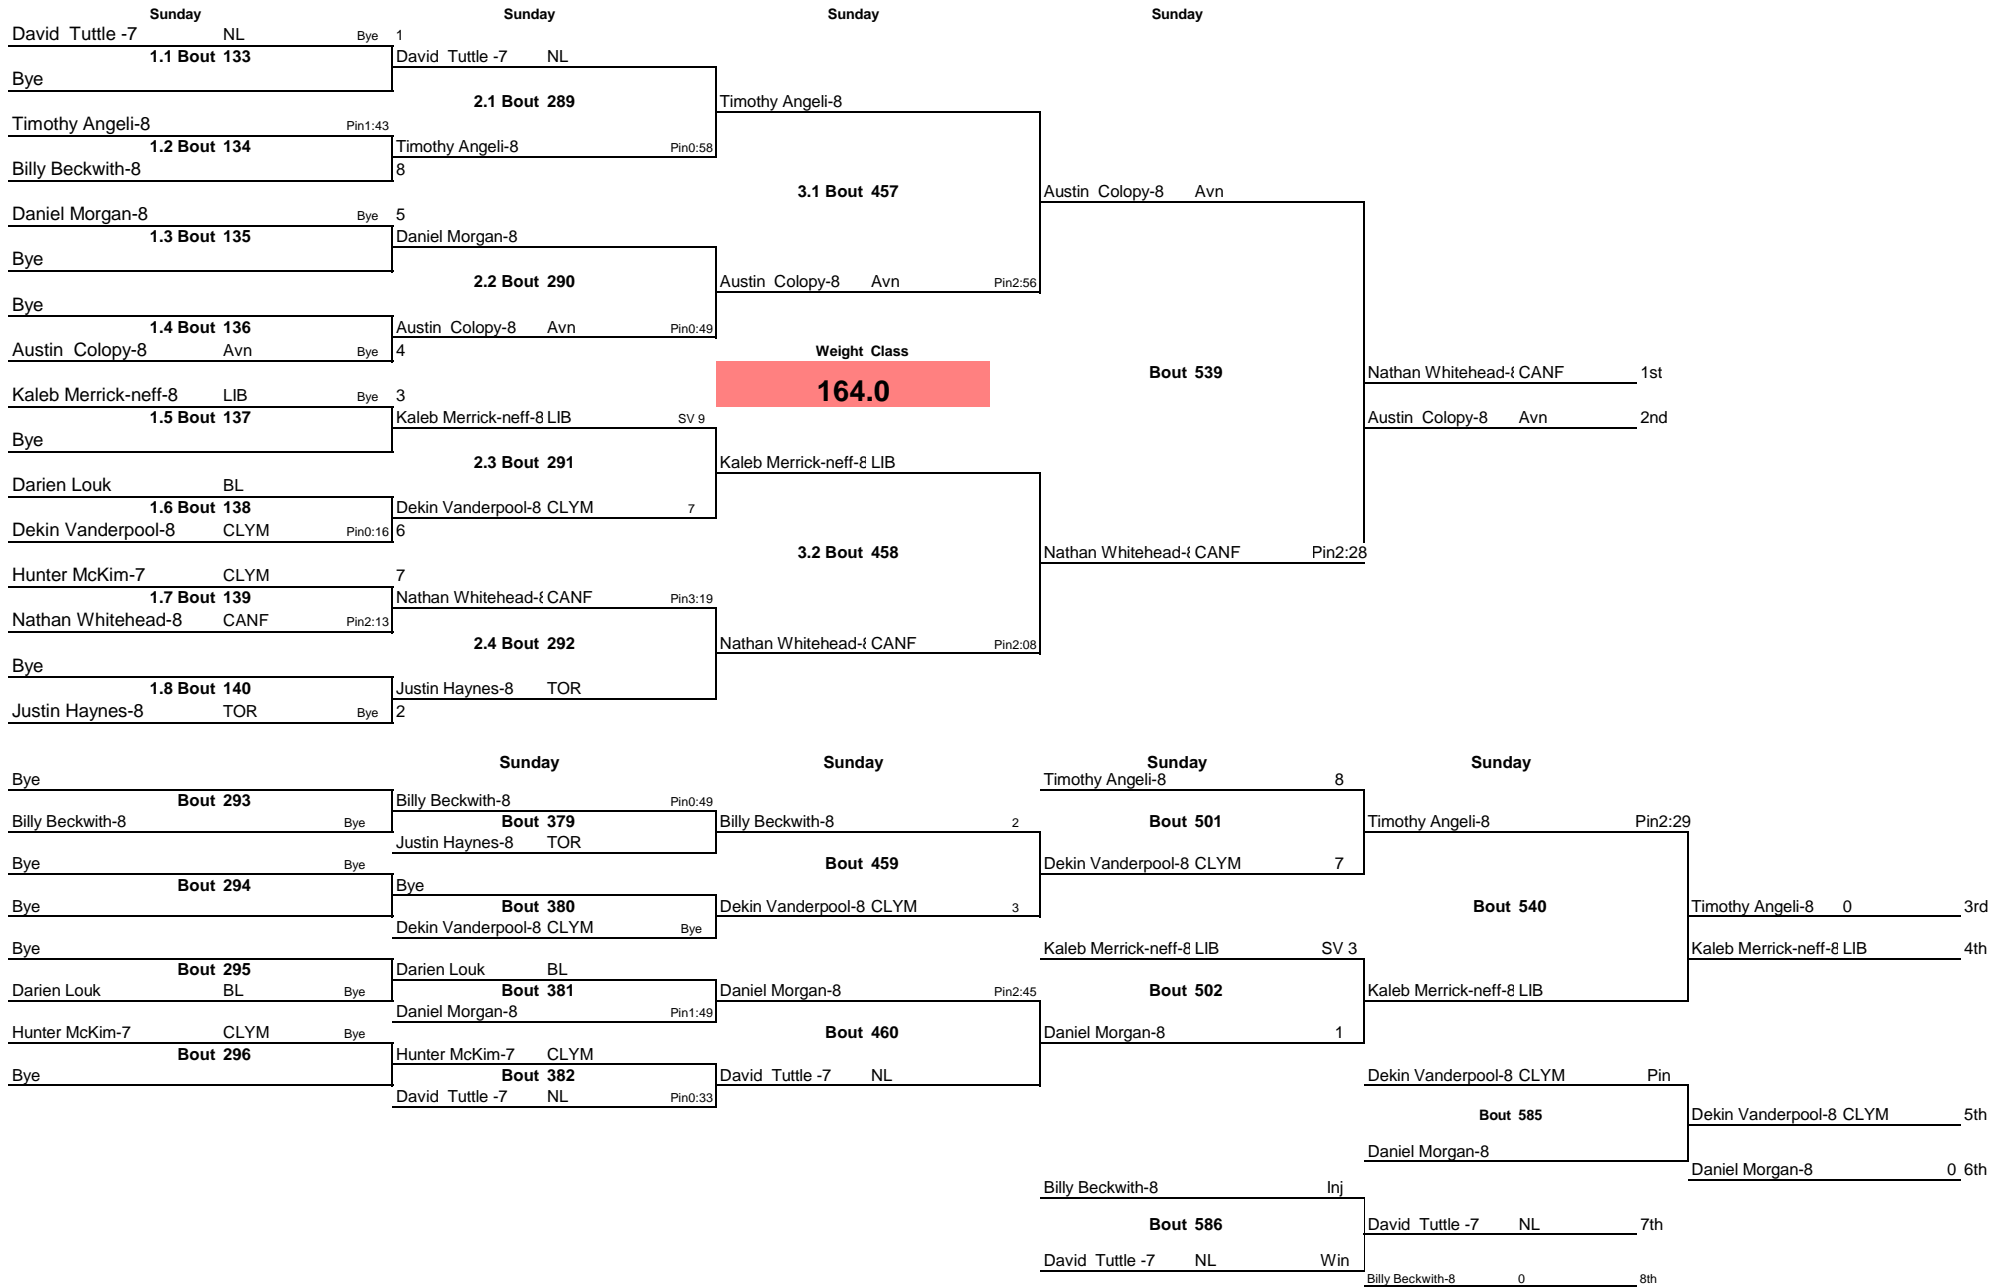 Sunday Sunday Sunday Sunday
David Tuttle -7 NL Bye 1
1.1 Bout 133 David Tuttle -7 NL
Bye
2.1 Bout 289 Timothy Angeli-8
Timothy Angeli-8 Pin1:43
1.2 Bout 134 Timothy Angeli-8 Pin0:58
Billy Beckwith-8 8
3.1 Bout 457 Austin Colopy-8 Avn
Daniel Morgan-8 Bye 5
1.3 Bout 135 Daniel Morgan-8
Bye
2.2 Bout 290 Austin Colopy-8 Avn Pin2:56
Bye
1.4 Bout 136 Austin Colopy-8 Avn Pin0:49
Austin Colopy-8 Avn Bye 4 Weight Class
Bout 539 Nathan Whitehead-8 CANF 1st
Kaleb Merrick-neff-8 LIB Bye 3 164.0
1.5 Bout 137 Kaleb Merrick-neff-8 LIB SV 9 Austin Colopy-8 Avn 2nd
Bye
2.3 Bout 291 Kaleb Merrick-neff-8 LIB
Darien Louk BL
1.6 Bout 138 Dekin Vanderpool-8 CLYM 7
Dekin Vanderpool-8 CLYM Pin0:16 6
3.2 Bout 458 Nathan Whitehead-8 CANF Pin2:28
Hunter McKim-7 CLYM 7
1.7 Bout 139 Nathan Whitehead-8 CANF Pin3:19
Nathan Whitehead-8 CANF Pin2:13
2.4 Bout 292 Nathan Whitehead-8 CANF Pin2:08
Bye
1.8 Bout 140 Justin Haynes-8 TOR
Justin Haynes-8 TOR Bye 2
Sunday Sunday Sunday Sunday
Bye Timothy Angeli-8 8
Bout 293 Billy Beckwith-8 Pin0:49
Billy Beckwith-8 Bye Bout 379 Billy Beckwith-8 2 Bout 501 Timothy Angeli-8 Pin2:29
Justin Haynes-8 TOR
Bye Bye Bout 459 Dekin Vanderpool-8 CLYM 7
Bout 294 Bye
Bye Bout 380 Dekin Vanderpool-8 CLYM 3 Bout 540 Timothy Angeli-8 0 3rd
Dekin Vanderpool-8 CLYM Bye
Bye Kaleb Merrick-neff-8 LIB SV 3 Kaleb Merrick-neff-8 LIB 4th
Bout 295 Darien Louk BL
Darien Louk BL Bye Bout 381 Daniel Morgan-8 Pin2:45 Bout 502 Kaleb Merrick-neff-8 LIB
Daniel Morgan-8 Pin1:49
Hunter McKim-7 CLYM Bye Bout 460 Daniel Morgan-8 1
Bout 296 Hunter McKim-7 CLYM
Bye Bout 382 David Tuttle -7 NL Dekin Vanderpool-8 CLYM Pin
David Tuttle -7 NL Pin0:33
Bout 585 Dekin Vanderpool-8 CLYM 5th
Daniel Morgan-8
Daniel Morgan-8 0 6th
Billy Beckwith-8 Inj
Bout 586 David Tuttle -7 NL 7th
David Tuttle -7 NL Win
Billy Beckwith-8 0 8th